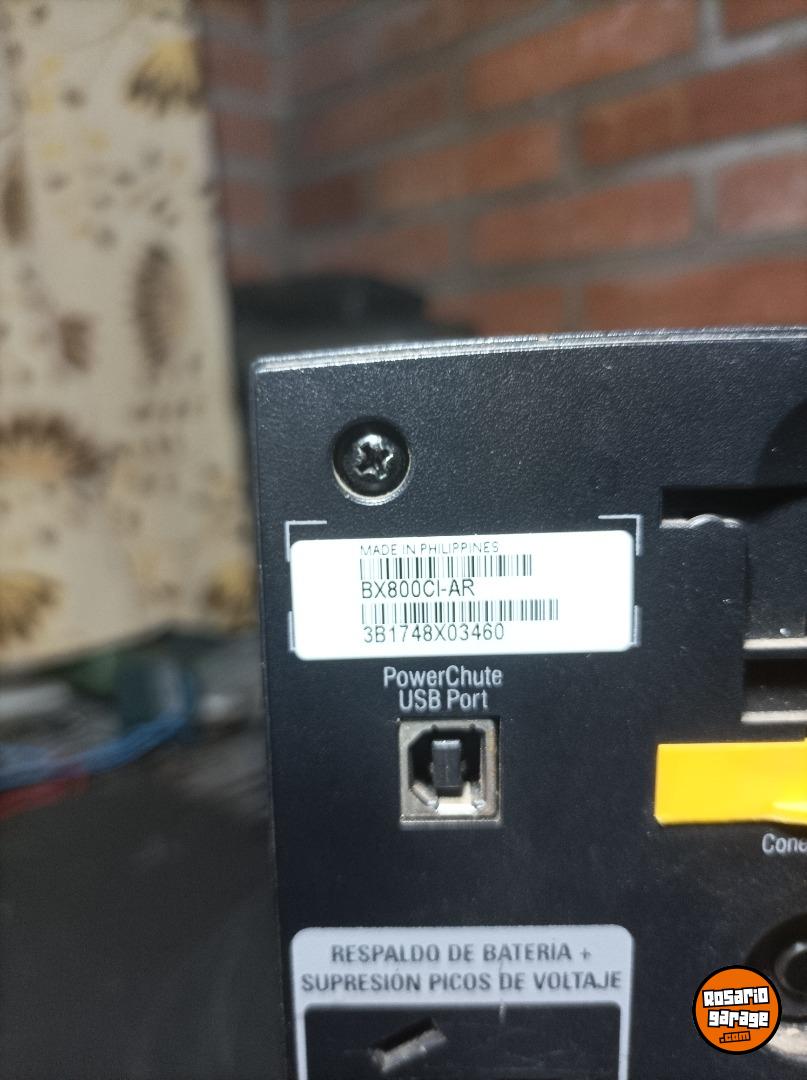 MADE IN PHILIPPINES
BX800CI-AR
3B1748X03460
PowerChute
USB Port
Cone
RESPALDO DE BATERÍA +
SUPRESIÓN PICOS DE VOLTAJE
Rosario
garage
.com